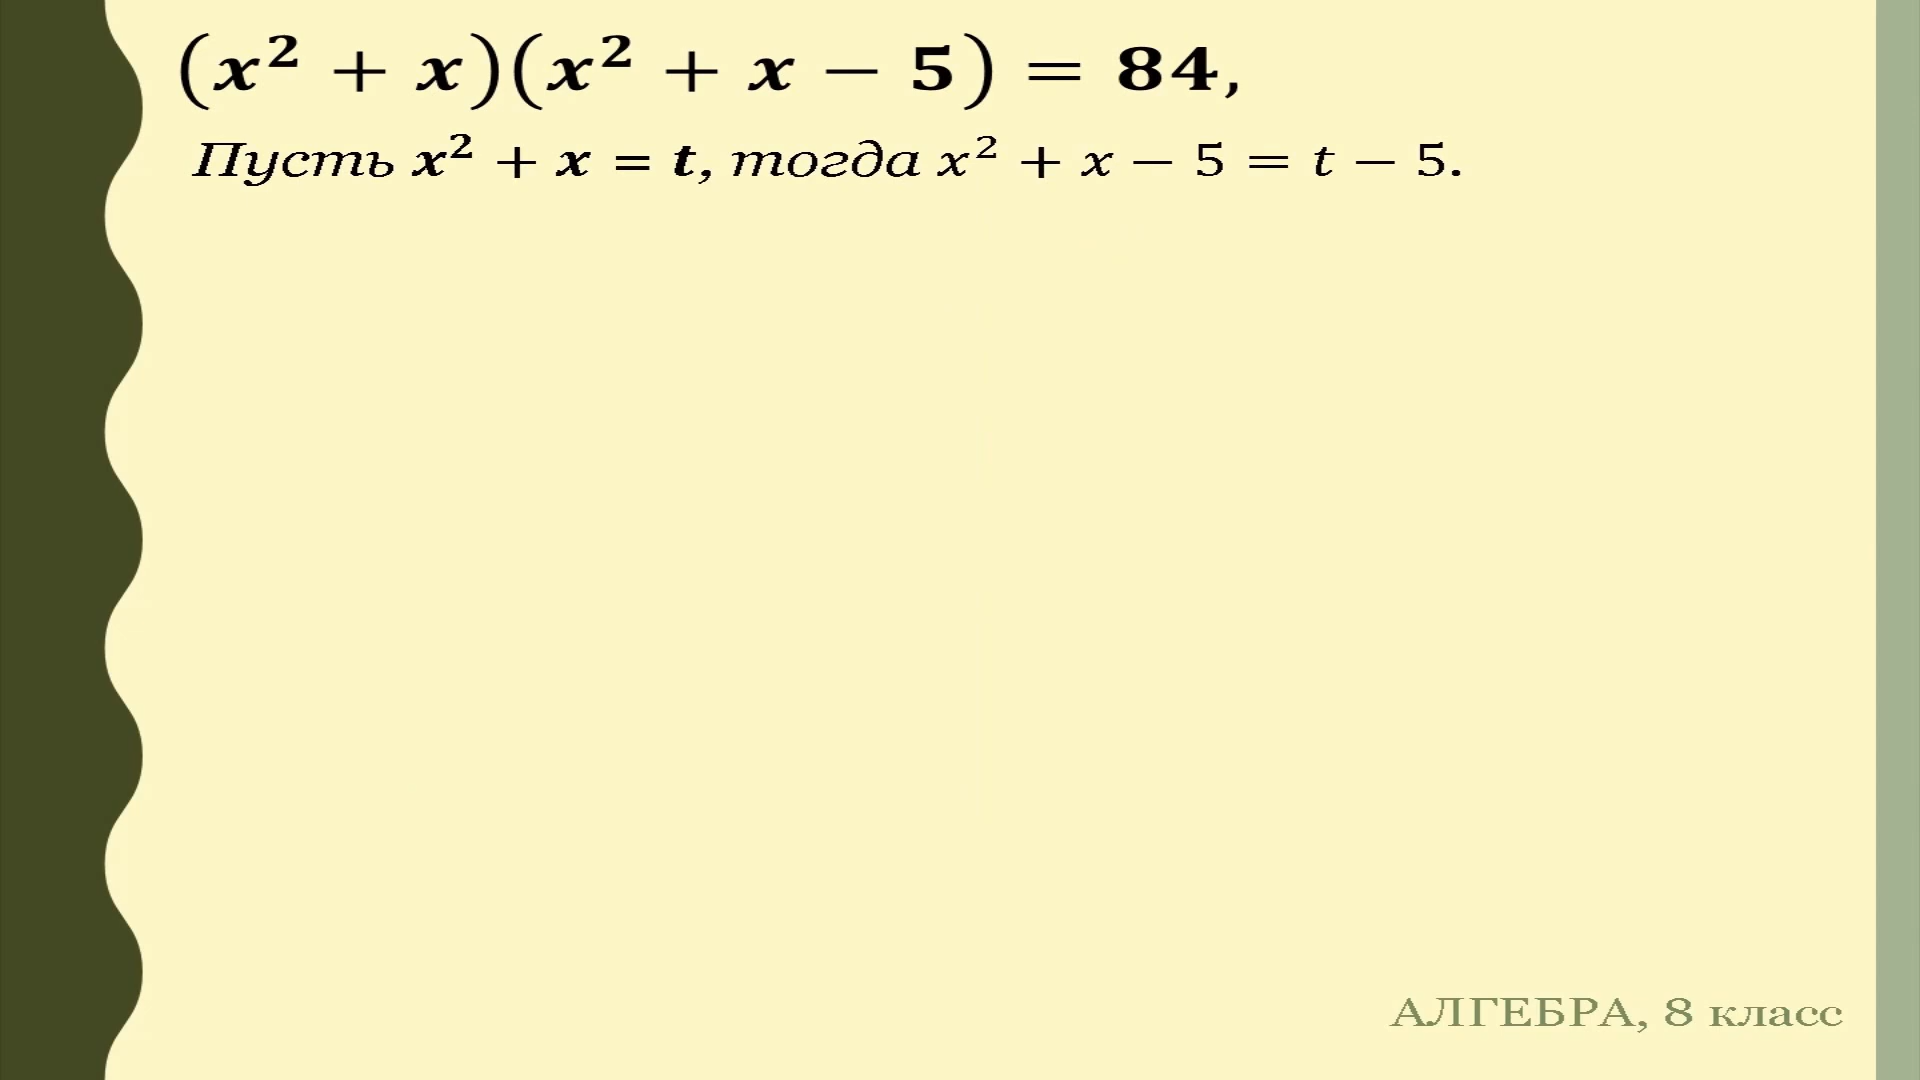 (x² + x)(x² + x − 5) = 84,
Пусть x² + x = t, тогда x² + x − 5 = t − 5.
АЛГЕБРА, 8 класс